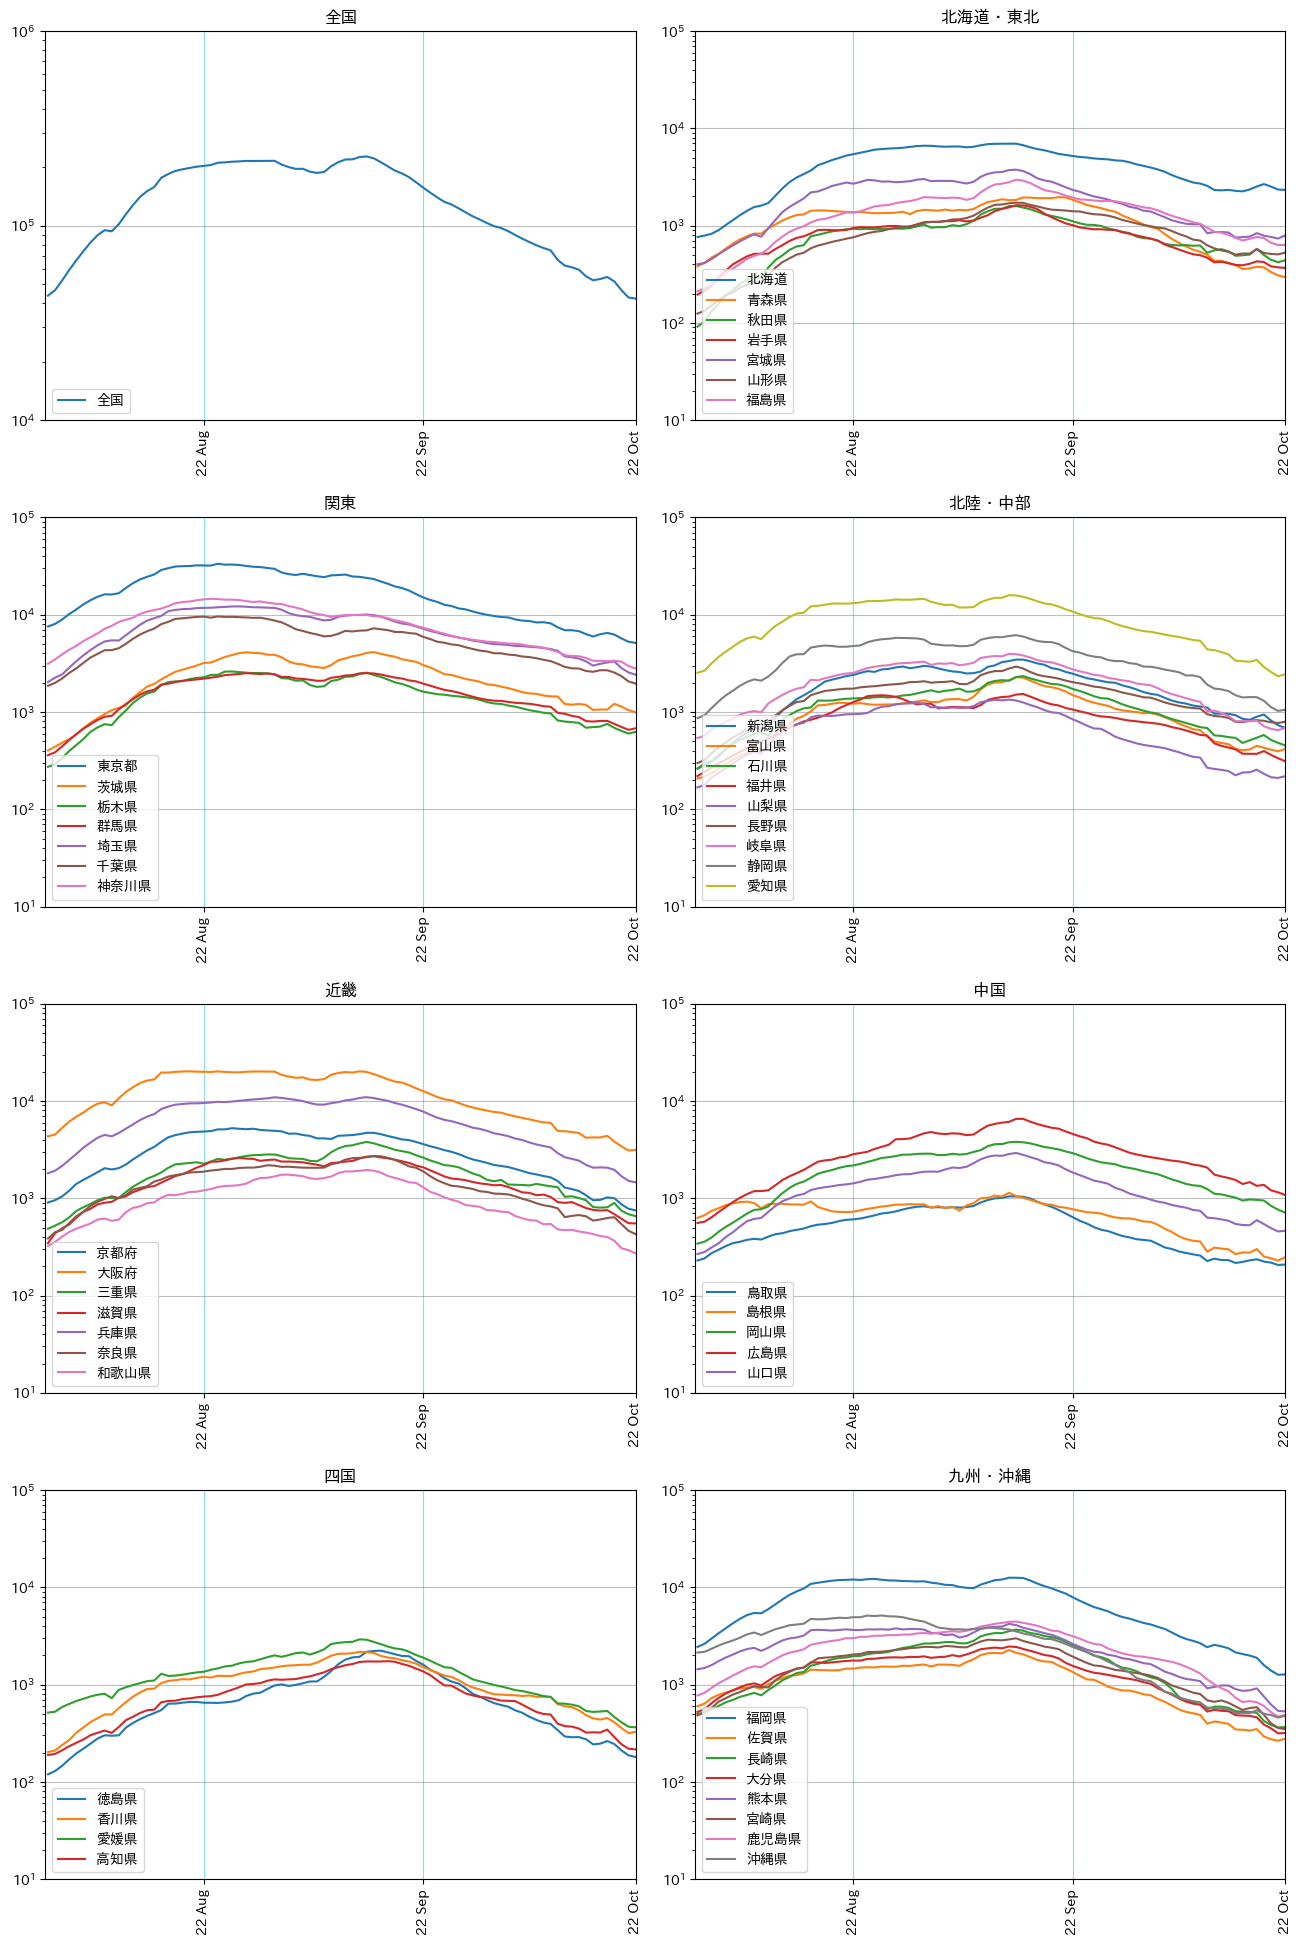 全国
10^6
10^5
10^4
22 Aug
22 Sep
22 Oct
全国
北海道・東北
10^5
10^4
10^3
10^2
10^1
22 Aug
22 Sep
22 Oct
北海道
青森県
秋田県
岩手県
宮城県
山形県
福島県
関東
10^5
10^4
10^3
10^2
10^1
22 Aug
22 Sep
22 Oct
東京都
茨城県
栃木県
群馬県
埼玉県
千葉県
神奈川県
北陸・中部
10^5
10^4
10^3
10^2
10^1
22 Aug
22 Sep
22 Oct
新潟県
富山県
石川県
福井県
山梨県
長野県
岐阜県
静岡県
愛知県
近畿
10^5
10^4
10^3
10^2
10^1
22 Aug
22 Sep
22 Oct
京都府
大阪府
三重県
滋賀県
兵庫県
奈良県
和歌山県
中国
10^5
10^4
10^3
10^2
10^1
22 Aug
22 Sep
22 Oct
鳥取県
島根県
岡山県
広島県
山口県
四国
10^5
10^4
10^3
10^2
10^1
22 Aug
22 Sep
22 Oct
徳島県
香川県
愛媛県
高知県
九州・沖縄
10^5
10^4
10^3
10^2
10^1
22 Aug
22 Sep
22 Oct
福岡県
佐賀県
長崎県
大分県
熊本県
宮崎県
鹿児島県
沖縄県